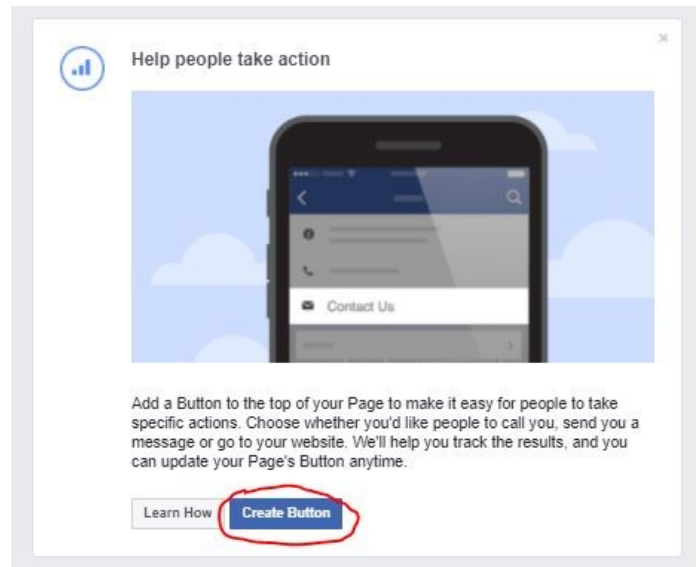 Help people take action
Contact Us
Add a Button to the top of your Page to make it easy for people to take
specific actions. Choose whether you'd like people to call you, send you a
message or go to your website. We'll help you track the results, and you
can update your Page's Button anytime.
Learn How Create Button